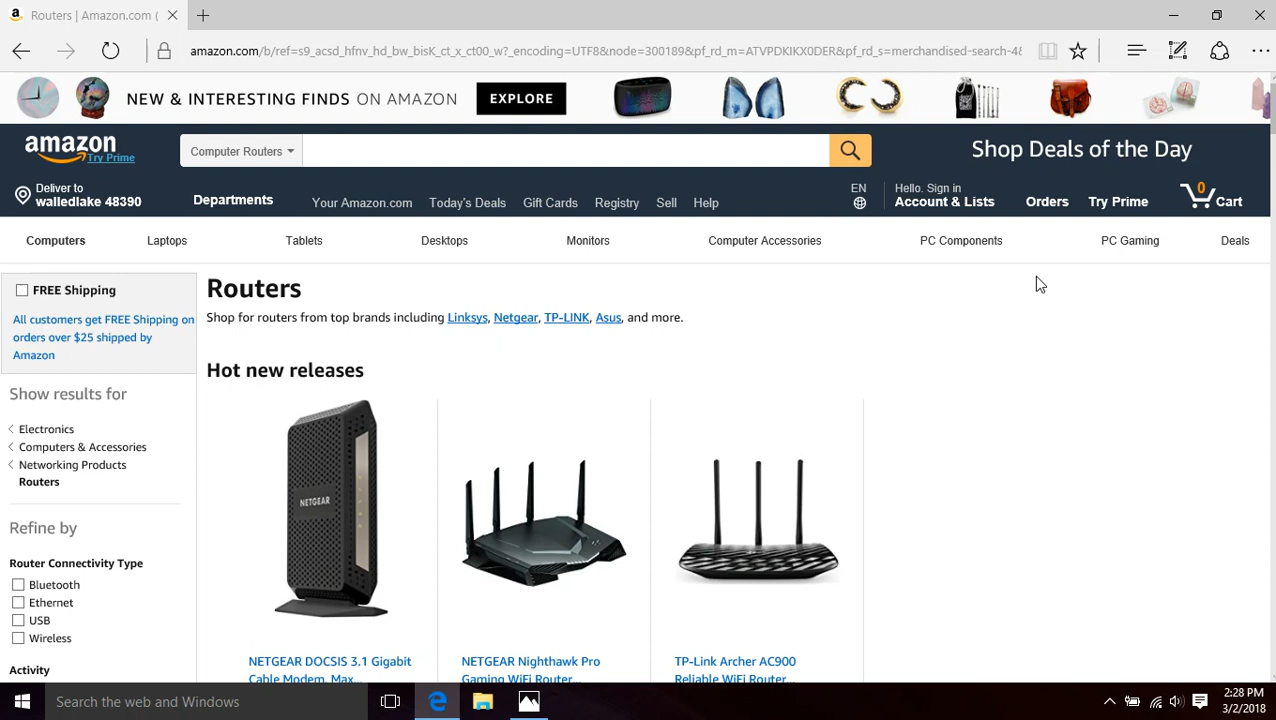 Routers | Amazon.com (
amazon.com/b/ref=s9_acsd_hfnv_hd_bw_bisK_ct_x_ct00_w?_encoding=UTF8&node=300189&pf_rd_m=ATVPDKIKX0DER&pf_rd_s=merchandised-search-48
NEW & INTERESTING FINDS ON AMAZON EXPLORE
amazon
Try Prime
Computer Routers
Shop Deals of the Day
Deliver to
walledlake 48390
Departments
Your Amazon.com Today's Deals Gift Cards Registry Sell Help
EN
Hello. Sign in
Account & Lists
Orders
Try Prime
0
Cart
Computers Laptops Tablets Desktops Monitors Computer Accessories PC Components PC Gaming Deals
FREE Shipping
All customers get FREE Shipping on
orders over $25 shipped by
Amazon
Show results for
Electronics
Computers & Accessories
Networking Products
Routers
Refine by
Router Connectivity Type
Bluetooth
Ethernet
USB
Wireless
Activity
Routers
Shop for routers from top brands including Linksys, Netgear, TP-LINK, Asus, and more.
Hot new releases
NETGEAR
NETGEAR DOCSIS 3.1 Gigabit
Cable Modem, Max...
NETGEAR Nighthawk Pro
Gaming WiFi Router...
TP-Link Archer AC900
Reliable WiFi Router...
Search the web and Windows
2:28 PM
3/2/2018